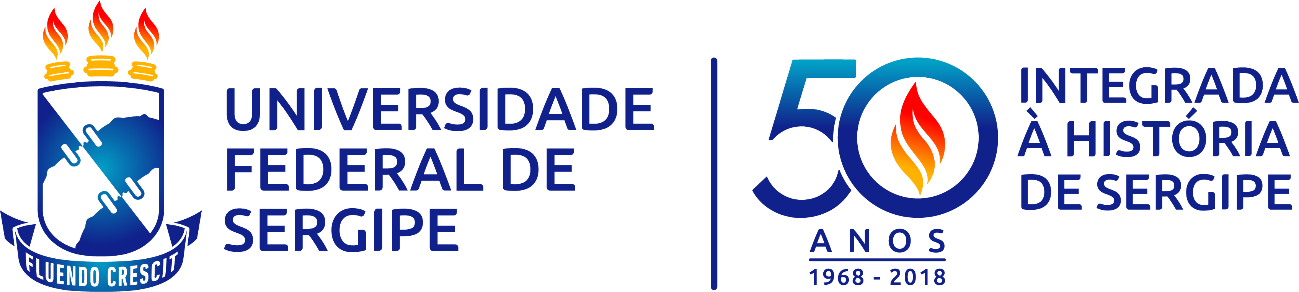 FLUENDO CRESCIT
UNIVERSIDADE
FEDERAL DE
SERGIPE
50
ANOS
1968 - 2018
INTEGRADA
À HISTÓRIA
DE SERGIPE